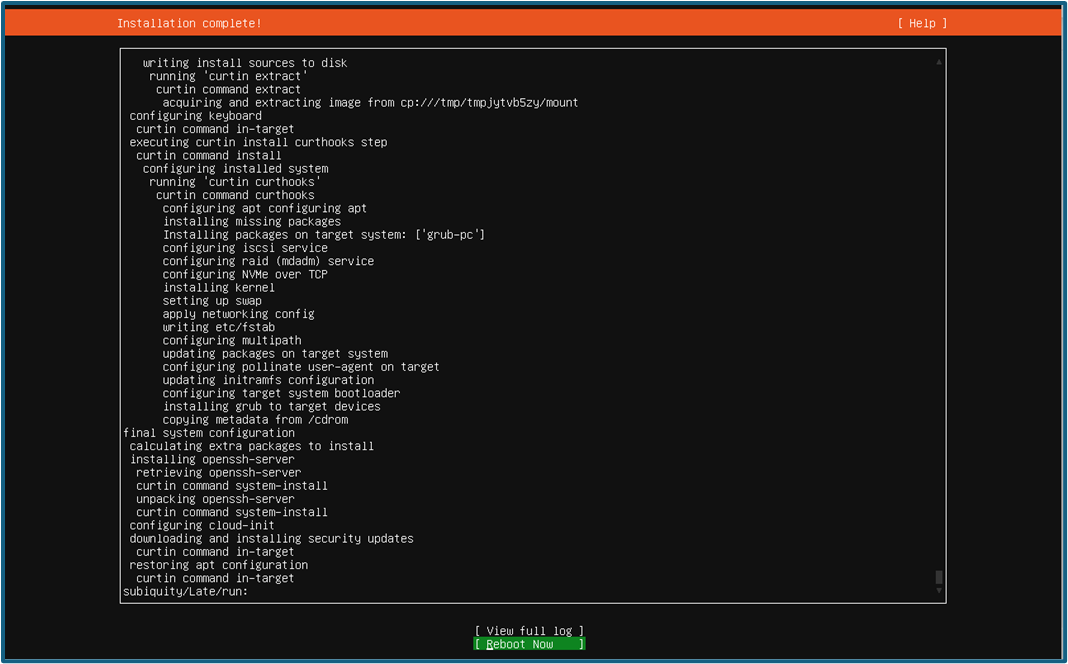 Installation complete!
[ Help ]
writing install sources to disk
running 'curtin extract'
curtin command extract
acquiring and extracting image from cp:///tmp/tmpjytvb5zy/mount
configuring keyboard
curtin command in-target
executing curtin install curthooks step
curtin command install
configuring installed system
running 'curtin curthooks'
curtin command curthooks
configuring apt configuring apt
installing missing packages
Installing packages on target system: ['grub-pc']
configuring iscsi service
configuring raid (mdadm) service
configuring NVMe over TCP
installing kernel
setting up swap
apply networking config
writing etc/fstab
configuring multipath
updating packages on target system
configuring pollinate user-agent on target
updating initramfs configuration
configuring target system bootloader
installing grub to target devices
copying metadata from /cdrom
final system configuration
calculating extra packages to install
installing openssh-server
retrieving openssh-server
curtin command system-install
unpacking openssh-server
curtin command system-install
configuring cloud-init
downloading and installing security updates
curtin command in-target
restoring apt configuration
curtin command in-target
subiquity/Late/run:
[ View full log ]
[ Reboot Now ]